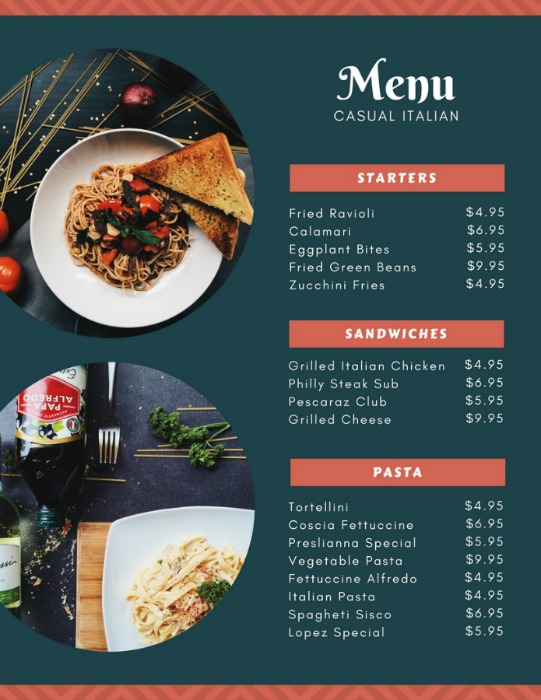 Menu
CASUAL ITALIAN
STARTERS
Fried Ravioli $4.95
Calamari $6.95
Eggplant Bites $5.95
Fried Green Beans $9.95
Zucchini Fries $4.95
SANDWICHES
Grilled Italian Chicken $4.95
Philly Steak Sub $6.95
Pescaraz Club $5.95
Grilled Cheese $9.95
PASTA
Tortellini $4.95
Coscia Fettuccine $6.95
Preslianna Special $5.95
Vegetable Pasta $9.95
Fettuccine Alfredo $4.95
Italian Pasta $4.95
Spagheti Sisco $6.95
Lopez Special $5.95
PAPA
ALFREDO